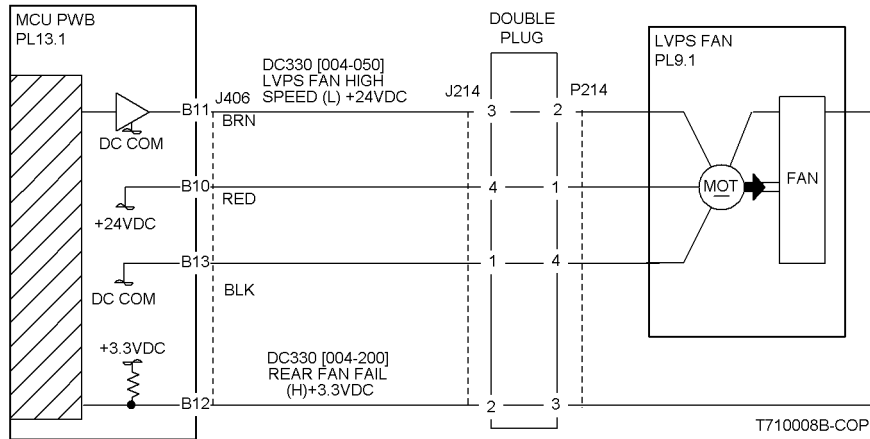 MCU PWB
PL13.1
DOUBLE
PLUG
LVPS FAN
PL9.1
DC330 [004-050]
LVPS FAN HIGH
SPEED (L) +24VDC
B11
J406
J214
3
2
P214
BRN
DC COM
B10
4
1
MOT
FAN
RED
+24VDC
B13
1
4
DC COM
BLK
+3.3VDC
DC330 [004-200]
REAR FAN FAIL
(H)+3.3VDC
B12
2
3
T710008B-COP